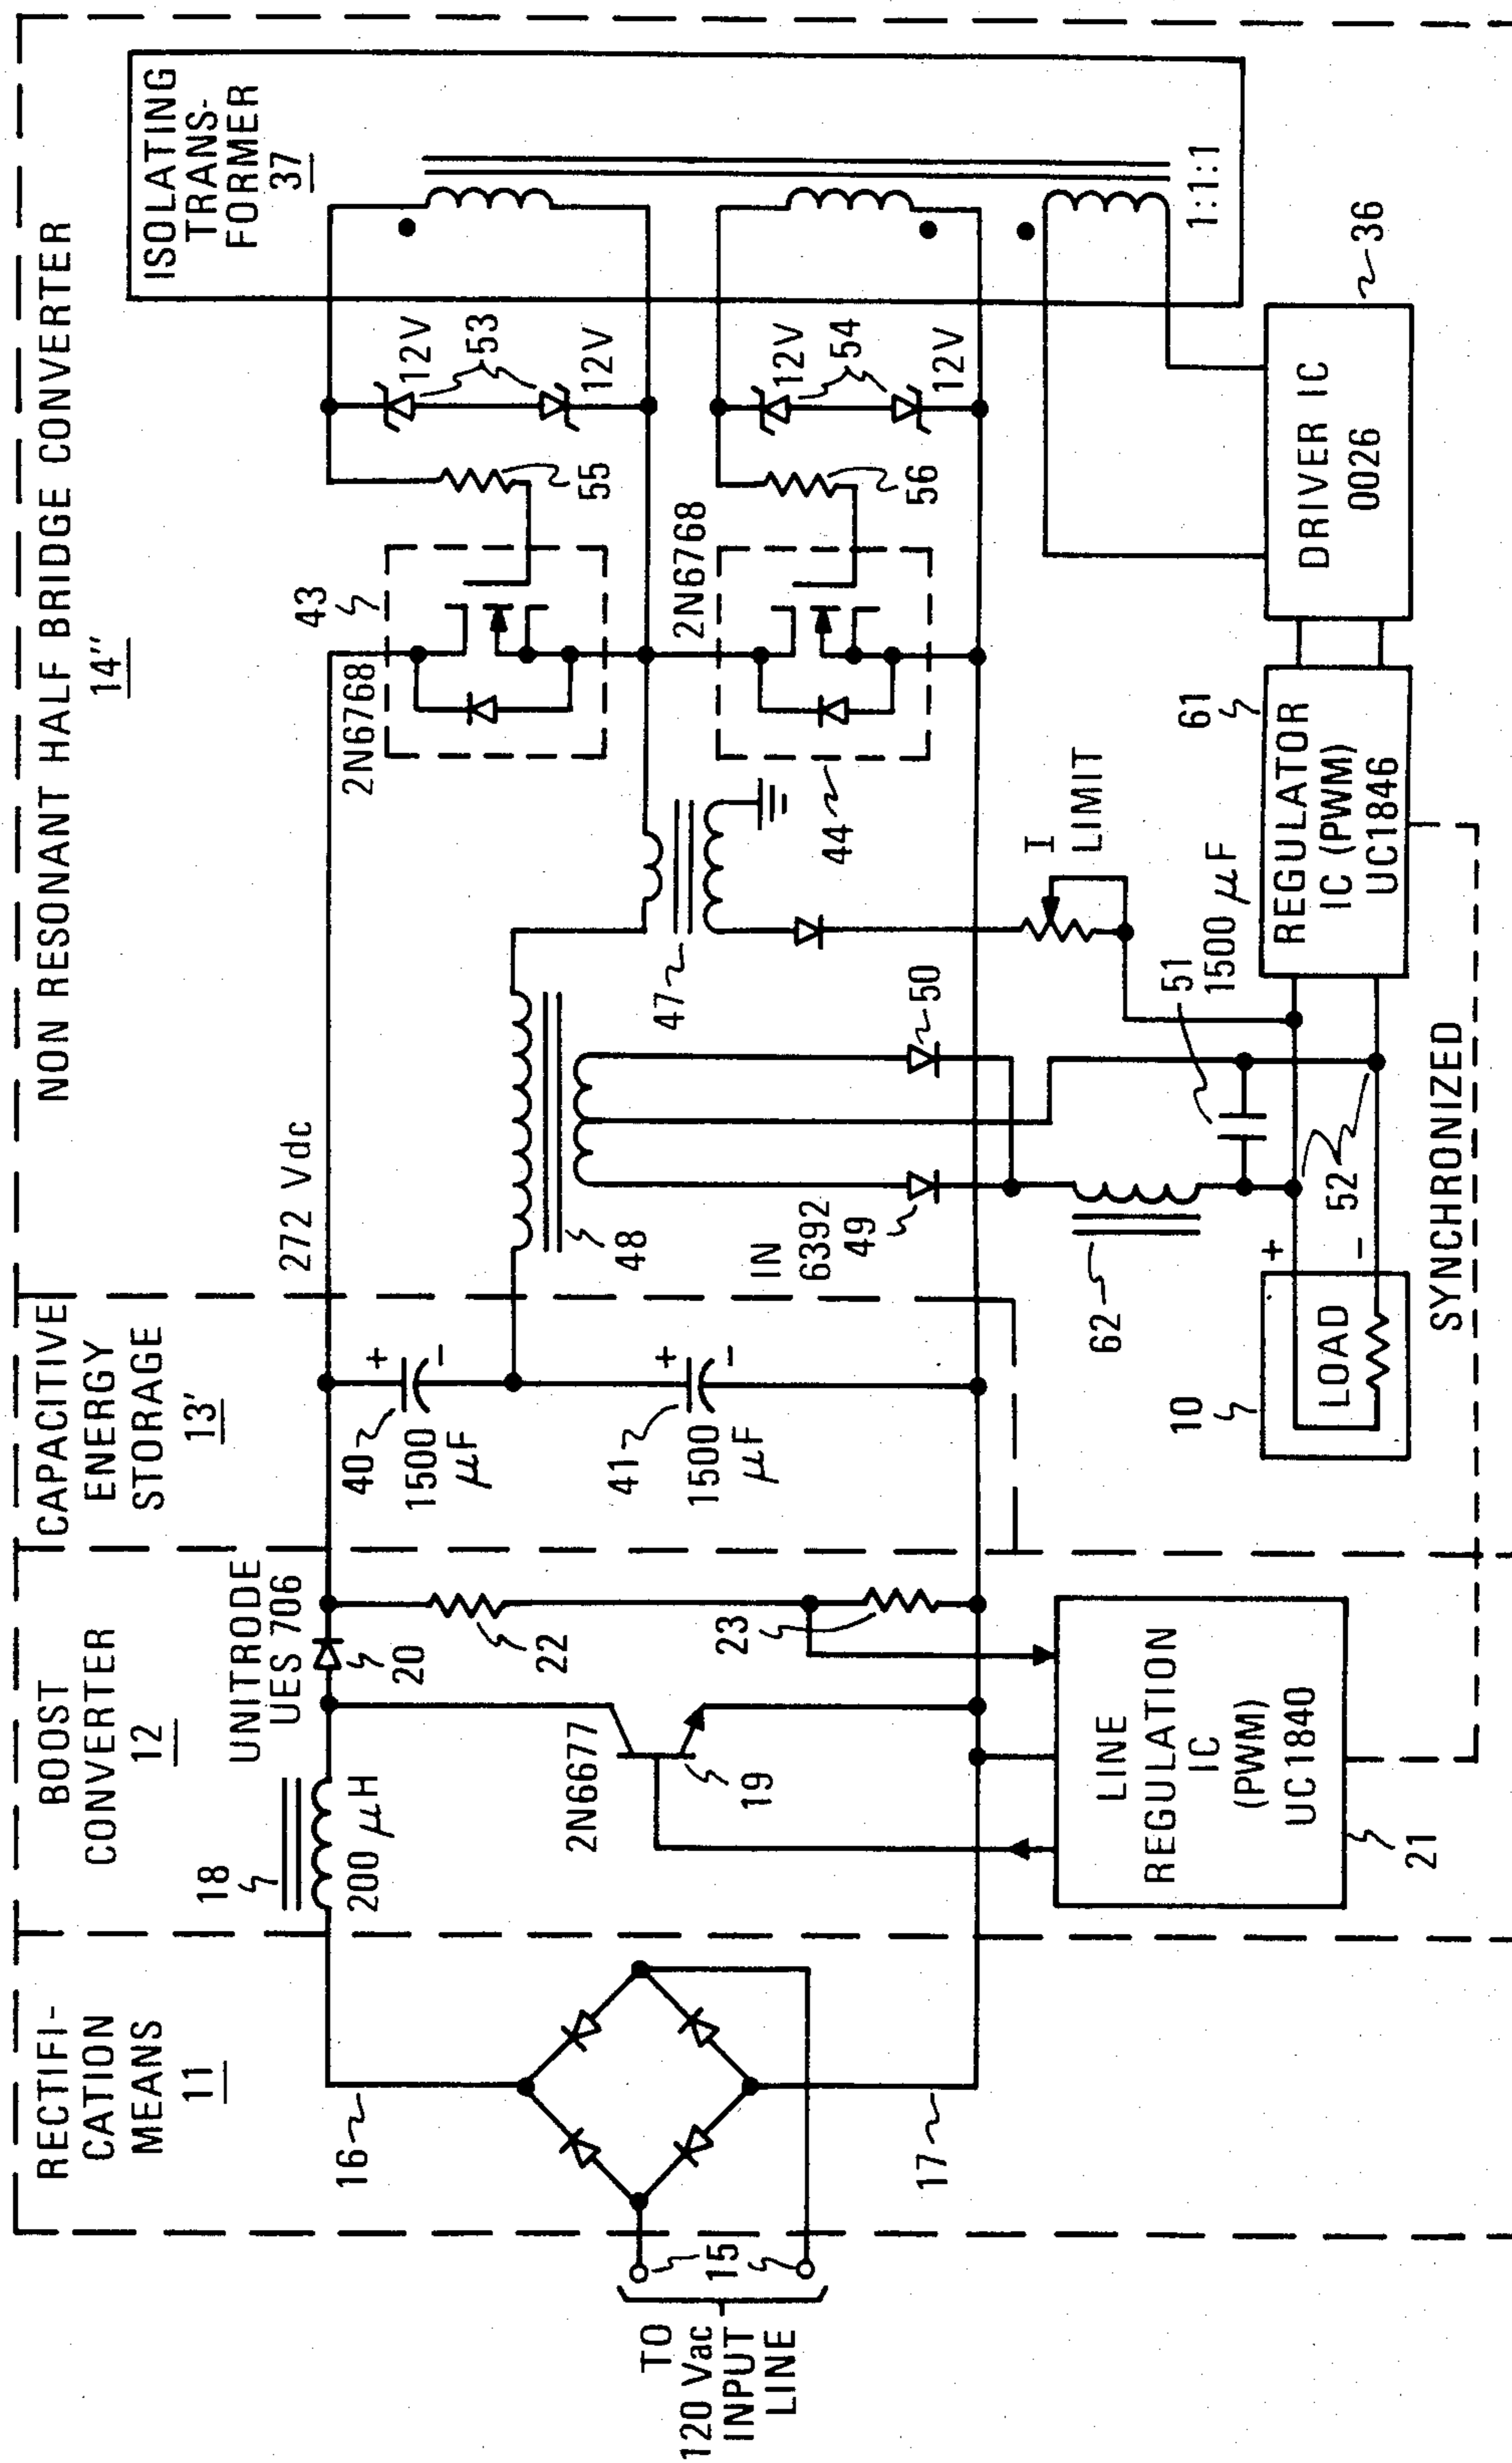 RECTIFI-
CATION
MEANS
11
BOOST
CONVERTER
12
CAPACITIVE
ENERGY
STORAGE
13'
NON RESONANT HALF BRIDGE CONVERTER
14"
TO
120 Vac
INPUT
LINE
15
16
17
18
200 μH
UNITRODE
UES 706
20
22
23
2N6677
19
LINE
REGULATION
IC
(PWM)
UC1840
21
40
1500
μF
+
-
41
1500
μF
+
-
272 Vdc
48
IN
6392
49
50
47
62
51
1500 μF
52
10
LOAD
+
-
SYNCHRONIZED
I
LIMIT
2N6768
43
2N6768
44
55
56
12V
53
12V
12V
54
12V
ISOLATING
TRANS-
FORMER
37
1:1:1
61
REGULATOR
IC (PWM)
UC1846
DRIVER IC
0026
36